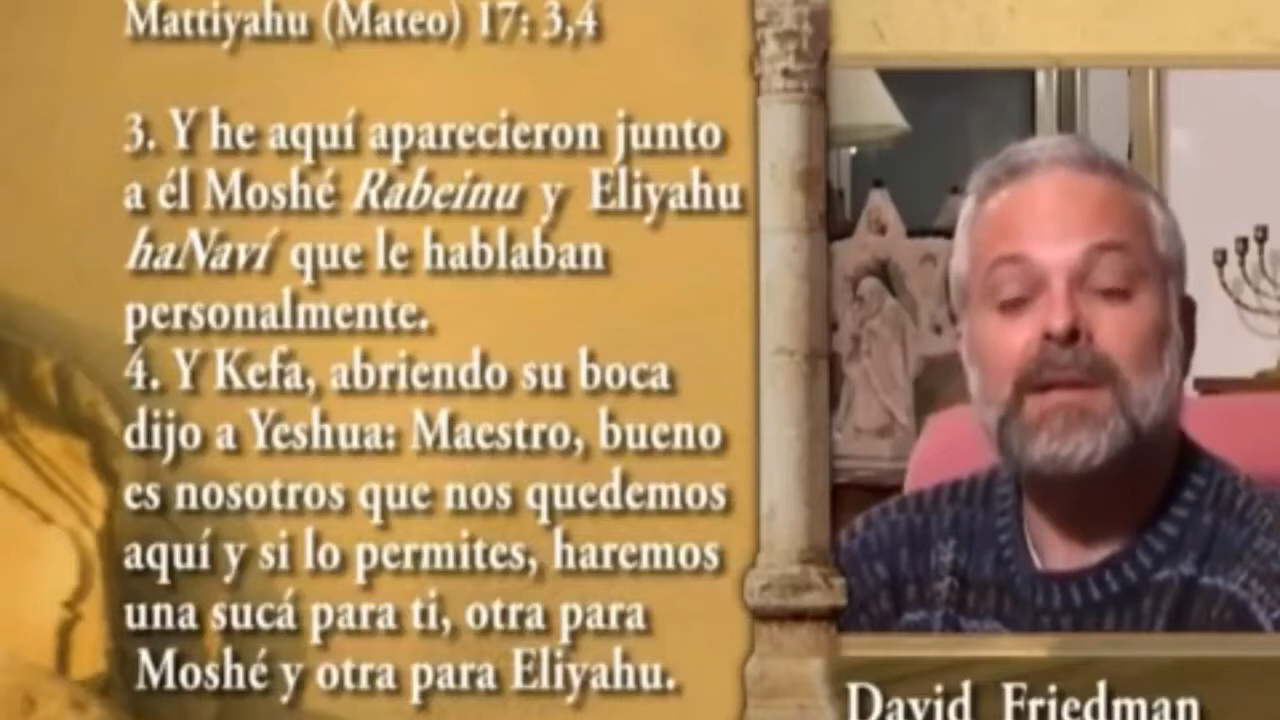 Mattiyahu (Mateo) 17: 3,4
3. Y he aquí aparecieron junto
a él Moshé Rabeinu y Eliyahu
haNaví que le hablaban
personalmente.
4. Y Kefa, abriendo su boca
dijo a Yeshua: Maestro, bueno
es nosotros que nos quedemos
aquí y si lo permites, haremos
una sucá para ti, otra para
Moshé y otra para Eliyahu.
David Friedman